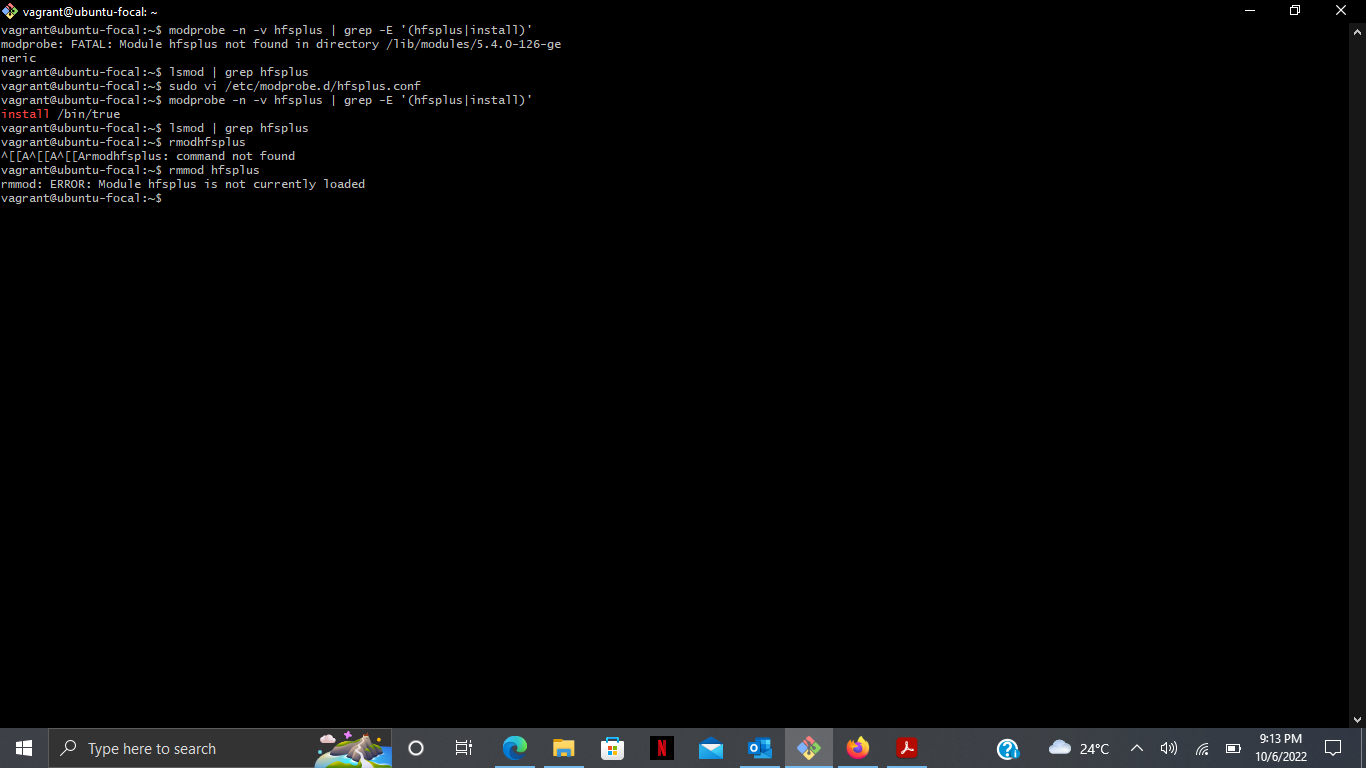 vagrant@ubuntu-focal: ~
vagrant@ubuntu-focal:~$ modprobe -n -v hfsplus | grep -E '(hfsplus|install)'
modprobe: FATAL: Module hfsplus not found in directory /lib/modules/5.4.0-126-ge
neric
vagrant@ubuntu-focal:~$ lsmod | grep hfsplus
vagrant@ubuntu-focal:~$ sudo vi /etc/modprobe.d/hfsplus.conf
vagrant@ubuntu-focal:~$ modprobe -n -v hfsplus | grep -E '(hfsplus|install)'
install /bin/true
vagrant@ubuntu-focal:~$ lsmod | grep hfsplus
vagrant@ubuntu-focal:~$ rmodhfsplus
^[[A^[[A^[[Armodhfsplus: command not found
vagrant@ubuntu-focal:~$ rmmod hfsplus
rmmod: ERROR: Module hfsplus is not currently loaded
vagrant@ubuntu-focal:~$
Type here to search
24°C
9:13 PM
10/6/2022